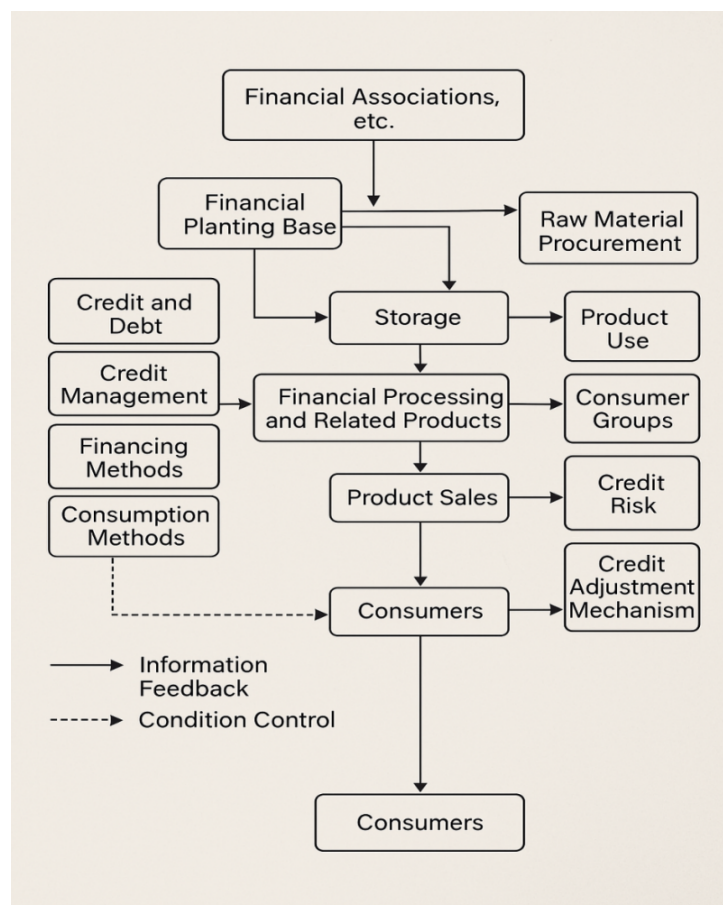 Financial Associations,
etc.
Financial
Planting Base
Raw Material
Procurement
Credit and
Debt
Storage
Product
Use
Credit
Management
Financial Processing
and Related Products
Consumer
Groups
Financing
Methods
Product Sales
Credit
Risk
Consumption
Methods
Consumers
Credit
Adjustment
Mechanism
Information
Feedback
Condition Control
Consumers